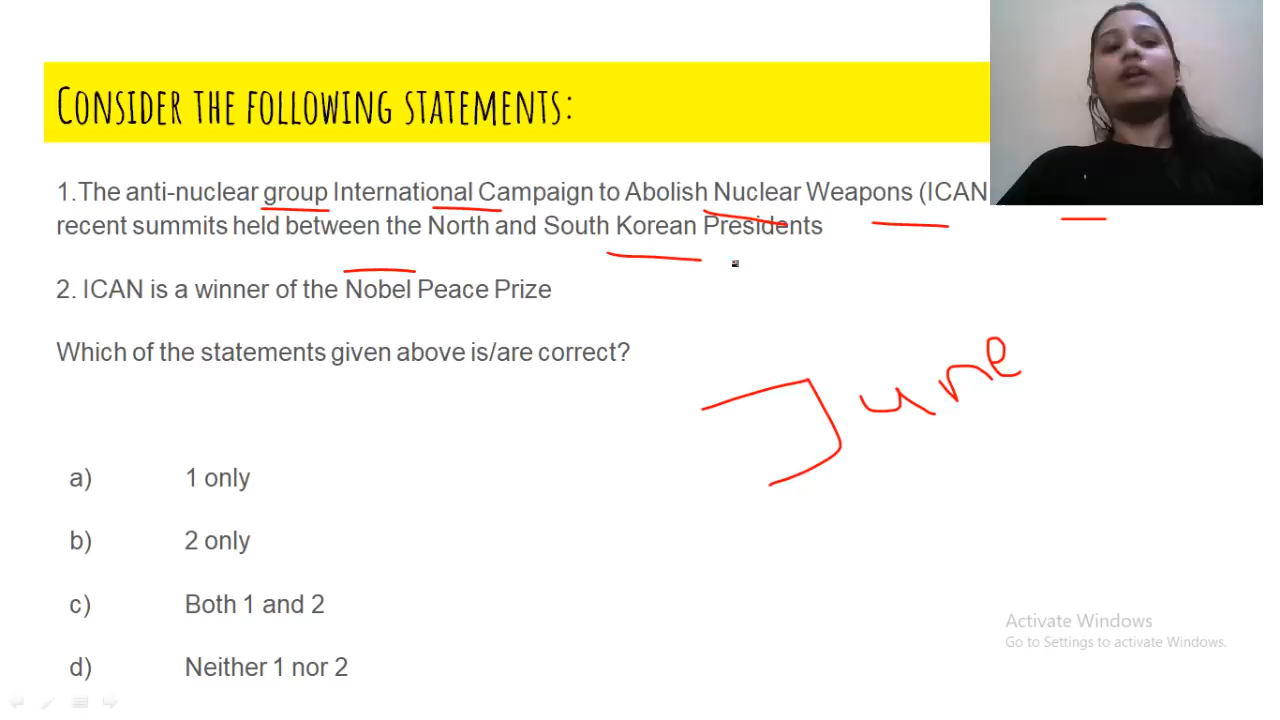 CONSIDER THE FOLLOWING STATEMENTS:
1.The anti-nuclear group International Campaign to Abolish Nuclear Weapons (ICAN
recent summits held between the North and South Korean Presidents
2. ICAN is a winner of the Nobel Peace Prize
Which of the statements given above is/are correct?
June
a) 1 only
b) 2 only
c) Both 1 and 2
d) Neither 1 nor 2
Activate Windows
Go to Settings to activate Windows.